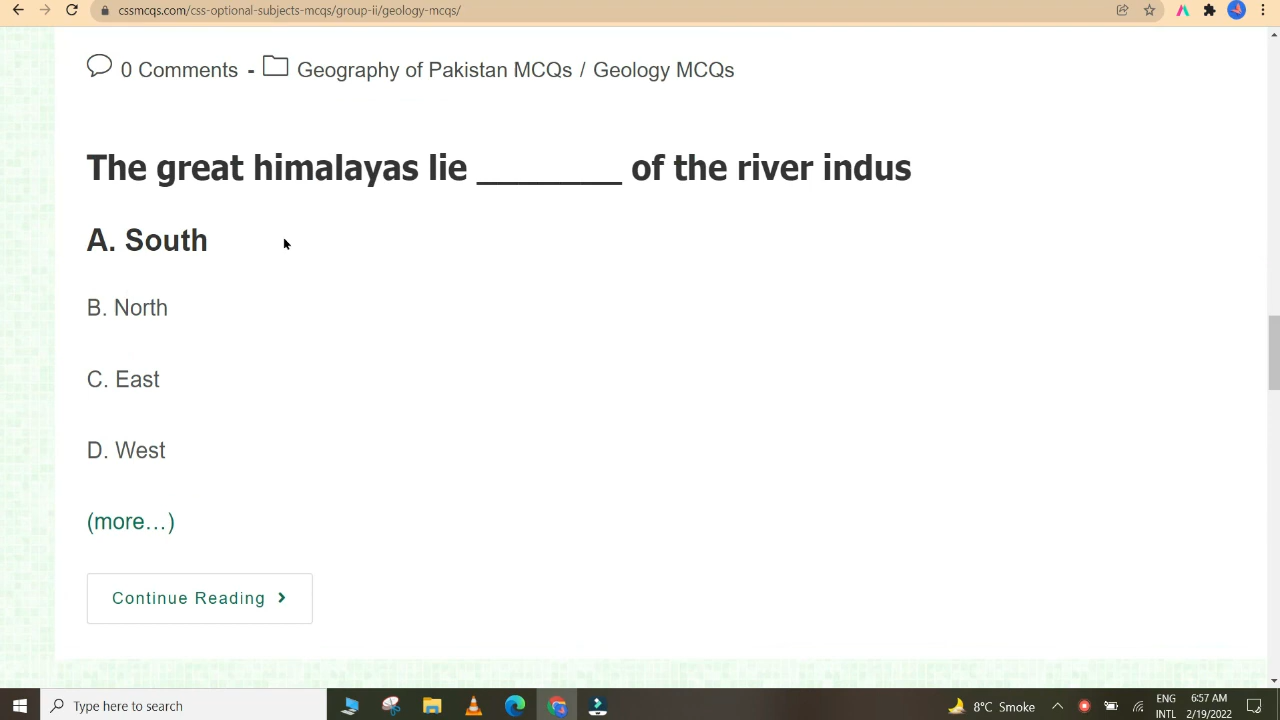 cssmcqs.com/css-optional-subjects-mcqs/group-ii/geology-mcqs/
0 Comments - Geography of Pakistan MCQs / Geology MCQs
The great himalayas lie ________ of the river indus
A. South
B. North
C. East
D. West
(more…)
Continue Reading
Type here to search
8°C Smoke
ENG
INTL
6:57 AM
2/19/2022